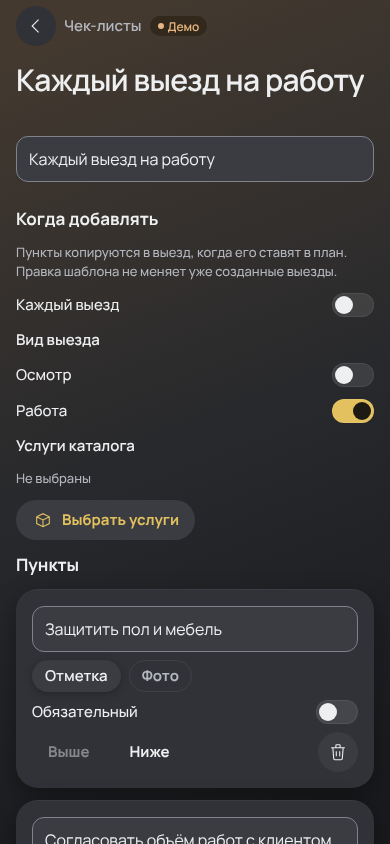 Чек-листы
Демо
Каждый выезд на работу
Каждый выезд на работу
Когда добавлять
Пункты копируются в выезд, когда его ставят в план.
Правка шаблона не меняет уже созданные выезды.
Каждый выезд
Вид выезда
Осмотр
Работа
Услуги каталога
Не выбраны
Выбрать услуги
Пункты
Защитить пол и мебель
Отметка Фото
Обязательный
Выше Ниже
Согласовать объём работ с клиентом